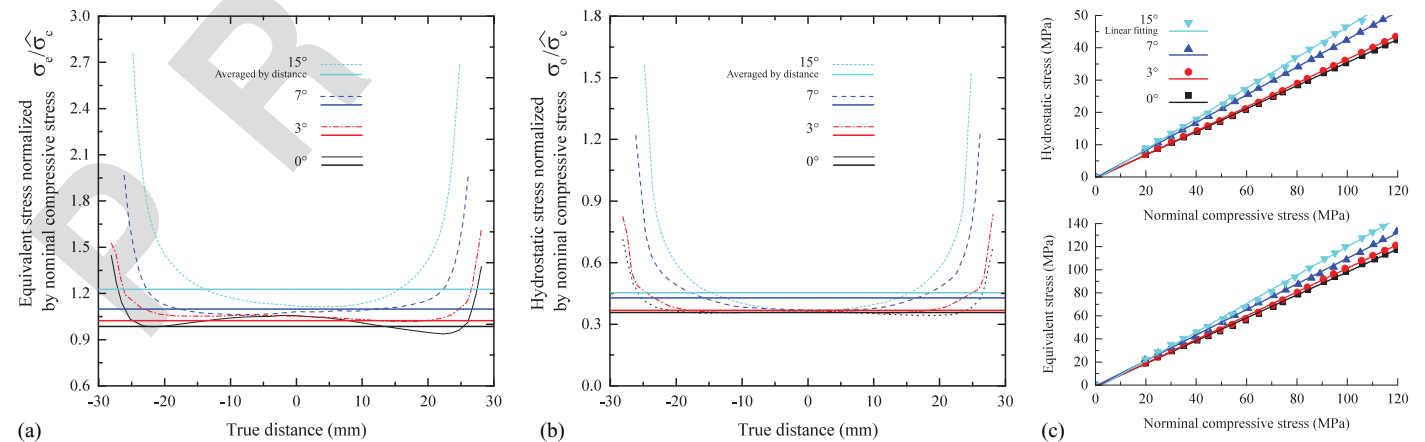 3.0
2.7
2.4
2.1
1.8
1.5
1.2
0.9
0.6
-30 -20 -10 0 10 20 30
Equivalent stress normalized
by nominal compressive stress
σe/σ̂c
15°
Averaged by distance
7°
3°
0°
True distance (mm)
(a)
1.8
1.5
1.2
0.9
0.6
0.3
0.0
-30 -20 -10 0 10 20 30
Hydrostatic stress normalized
by nominal compressive stress
σo/σ̂c
15°
Averaged by distance
7°
3°
0°
True distance (mm)
(b)
50
40
30
20
10
0
0 20 40 60 80 100 120
Hydrostatic stress (MPa)
15°
Linear fitting
7°
3°
0°
Norminal compressive stress (MPa)
140
120
100
80
60
40
20
0
0 20 40 60 80 100 120
Equivalent stress (MPa)
Norminal compressive stress (MPa)
(c)
P R